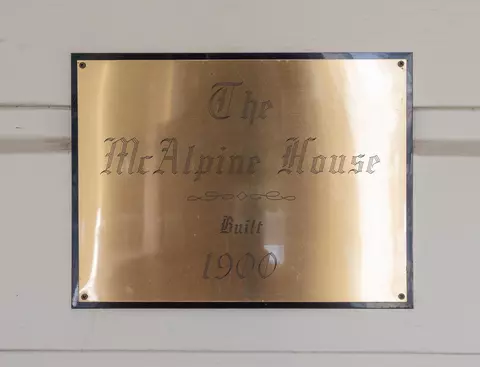 The
McAlpine House
Built
1900